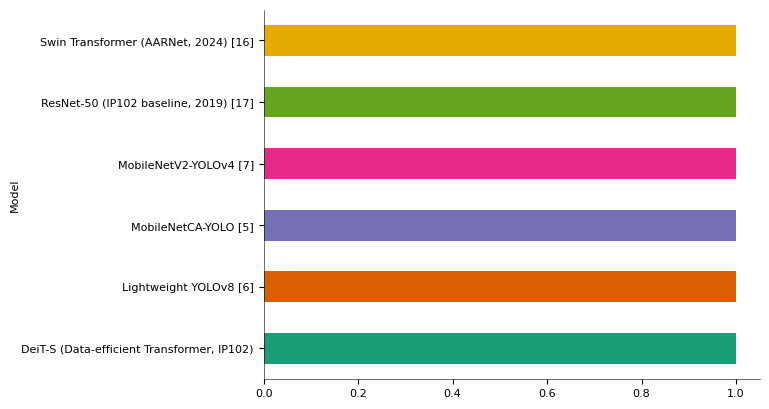 Swin Transformer (AARNet, 2024) [16]
ResNet-50 (IP102 baseline, 2019) [17]
MobileNetV2-YOLOv4 [7]
MobileNetCA-YOLO [5]
Lightweight YOLOv8 [6]
DeiT-S (Data-efficient Transformer, IP102)
Model
0.0 0.2 0.4 0.6 0.8 1.0